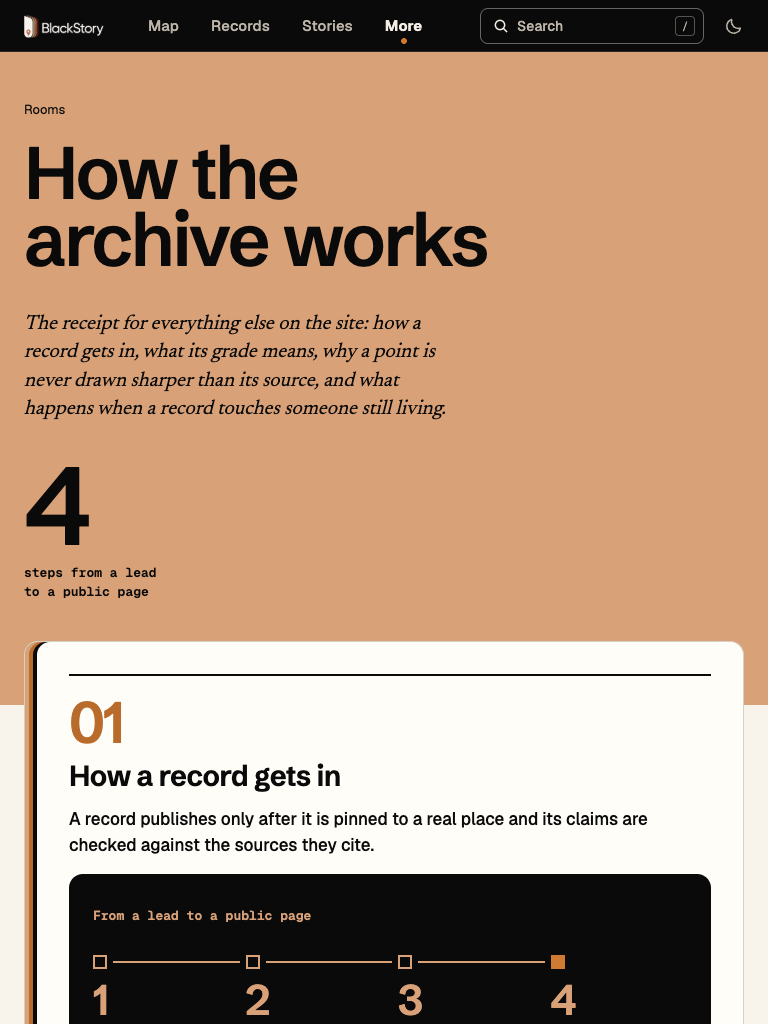 BlackStory
Map
Records
Stories
More
Search
/
Rooms
How the
archive works
The receipt for everything else on the site: how a
record gets in, what its grade means, why a point is
never drawn sharper than its source, and what
happens when a record touches someone still living.
4
steps from a lead
to a public page
01
How a record gets in
A record publishes only after it is pinned to a real place and its claims are
checked against the sources they cite.
From a lead to a public page
1
2
3
4